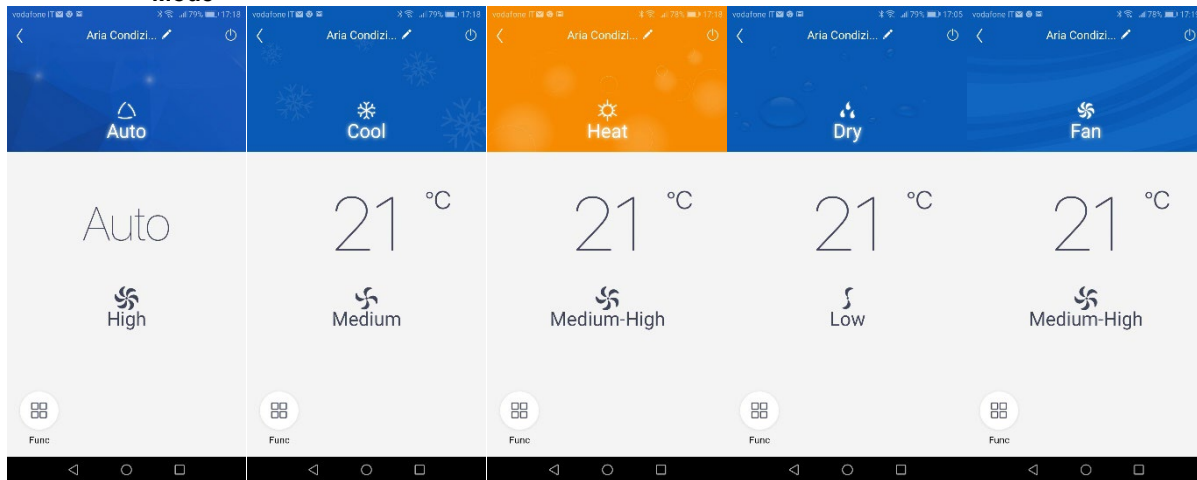 Mode
vodafone IT 79% 17:18
Aria Condizi...
Auto
Auto
High
Func
vodafone IT 79% 17:18
Aria Condizi...
Cool
21 °C
Medium
Func
vodafone IT 78% 17:18
Aria Condizi...
Heat
21 °C
Medium-High
Func
vodafone IT 79% 17:05
Aria Condizi...
Dry
21 °C
Low
Func
vodafone IT 78%
Aria Condizi...
Fan
21 °C
Medium-High
Func